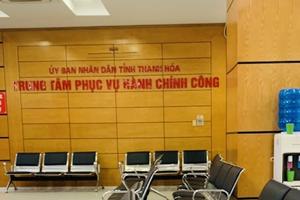 ỦY BAN NHÂN DÂN TỈNH THANH HÓA
TRUNG TÂM PHỤC VỤ HÀNH CHÍNH CÔNG